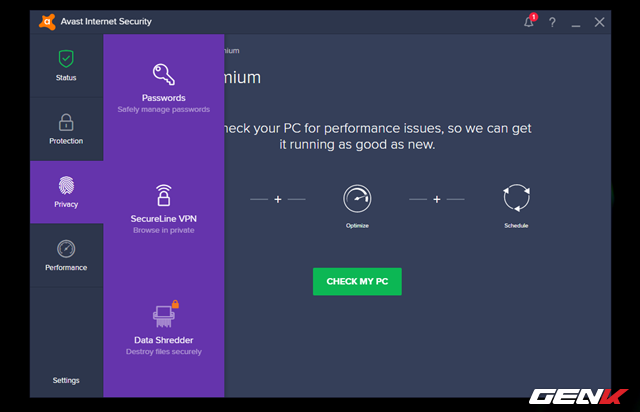 Avast Internet Security
1
?
Status
Protection
Privacy
Performance
Settings
Passwords
Safely manage passwords
SecureLine VPN
Browse in private
Data Shredder
Destroy files securely
mium
mium
heck your PC for performance issues, so we can get
it running as good as new.
Optimize
Schedule
CHECK MY PC
GENK